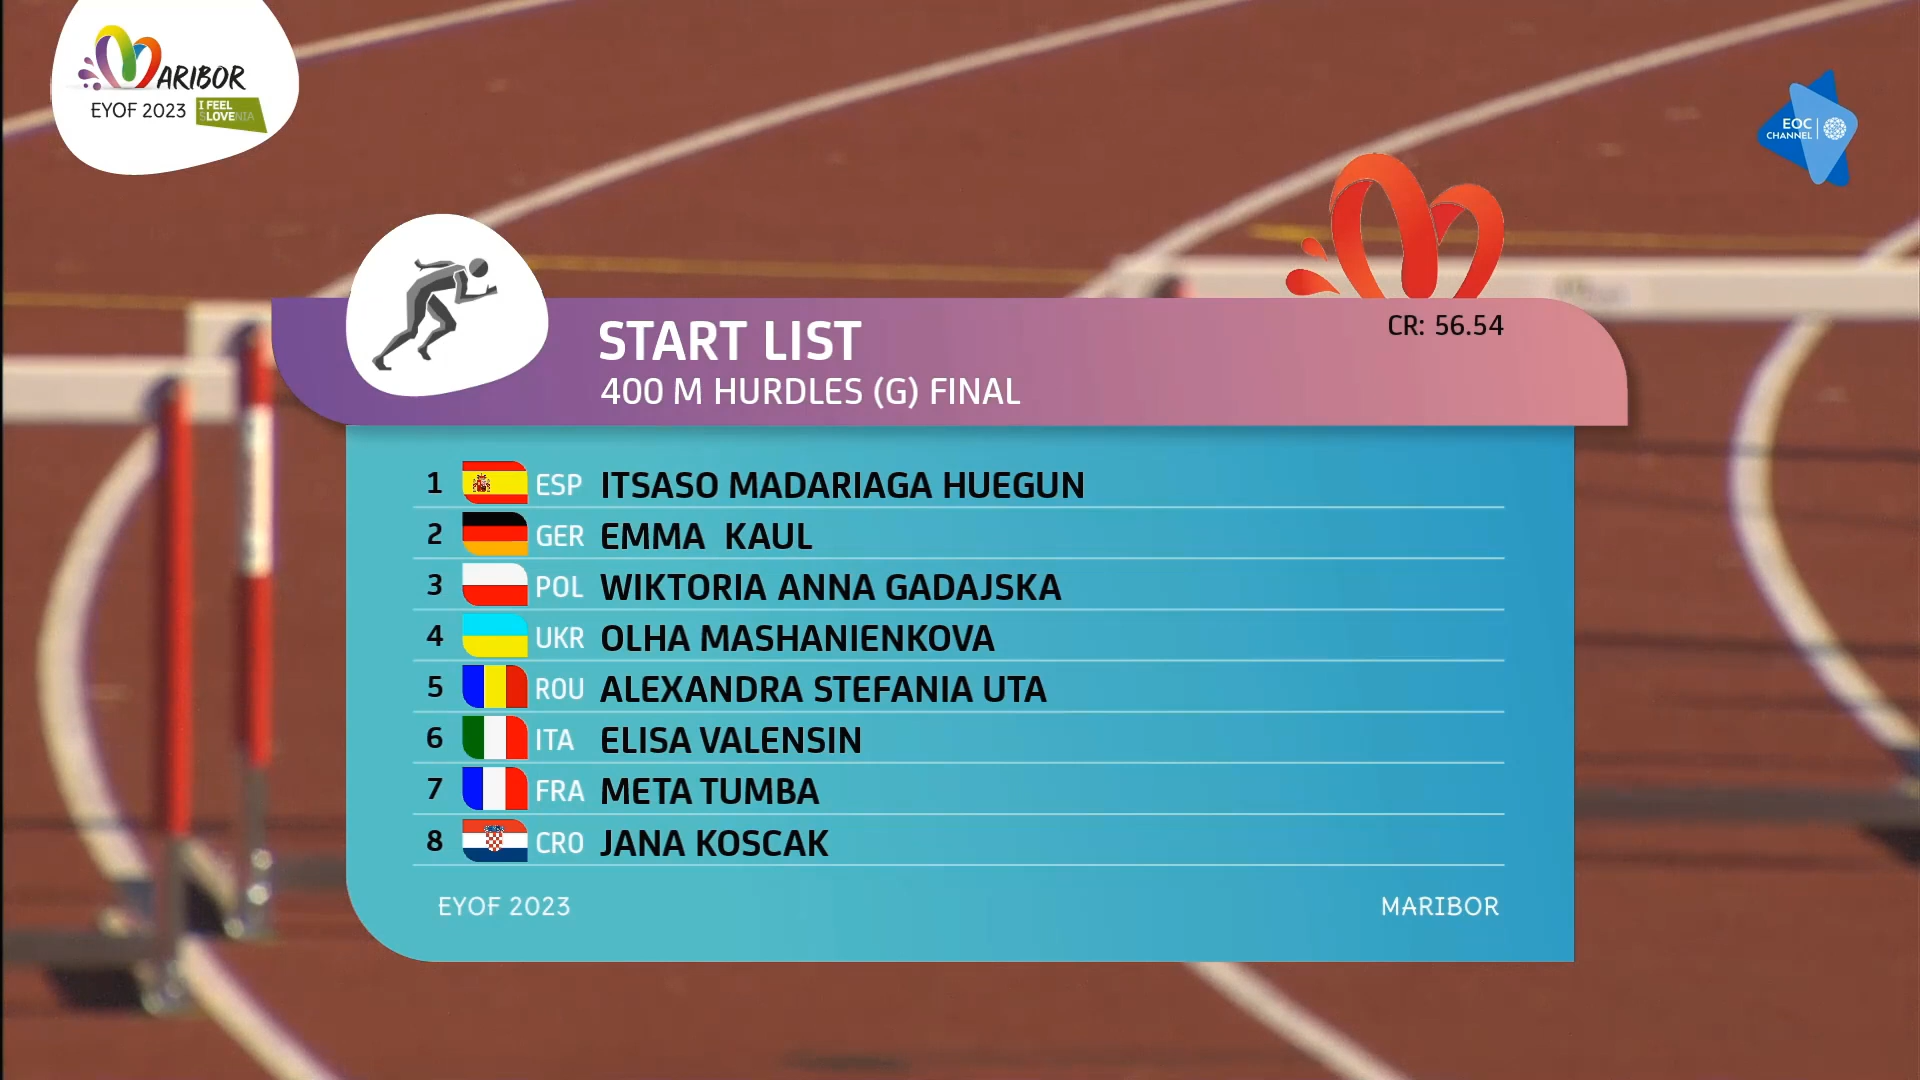 MARIBOR
EYOF 2023
I FEEL
SLOVENIA
EOC
CHANNEL
CR: 56.54
START LIST
400 M HURDLES (G) FINAL
1 ESP ITSASO MADARIAGA HUEGUN
2 GER EMMA KAUL
3 POL WIKTORIA ANNA GADAJSKA
4 UKR OLHA MASHANIENKOVA
5 ROU ALEXANDRA STEFANIA UTA
6 ITA ELISA VALENSIN
7 FRA META TUMBA
8 CRO JANA KOSCAK
EYOF 2023 MARIBOR